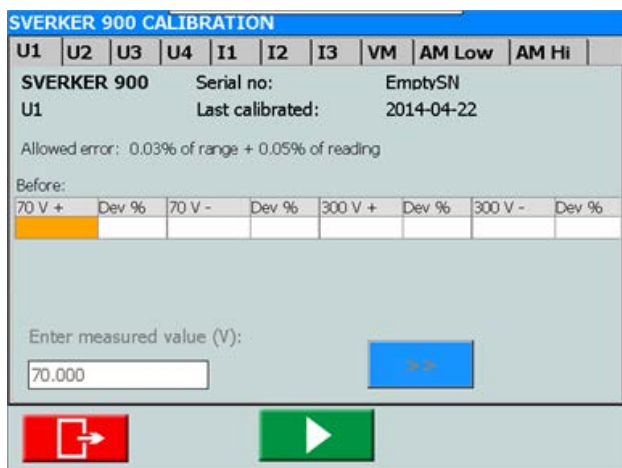 SVERKER 900 CALIBRATION
U1 U2 U3 U4 I1 I2 I3 VM AM Low AM Hi
SVERKER 900 Serial no: EmptySN
U1 Last calibrated: 2014-04-22
Allowed error: 0.03% of range + 0.05% of reading
Before:
70 V + Dev % 70 V - Dev % 300 V + Dev % 300 V - Dev %
Enter measured value (V):
70.000 >>